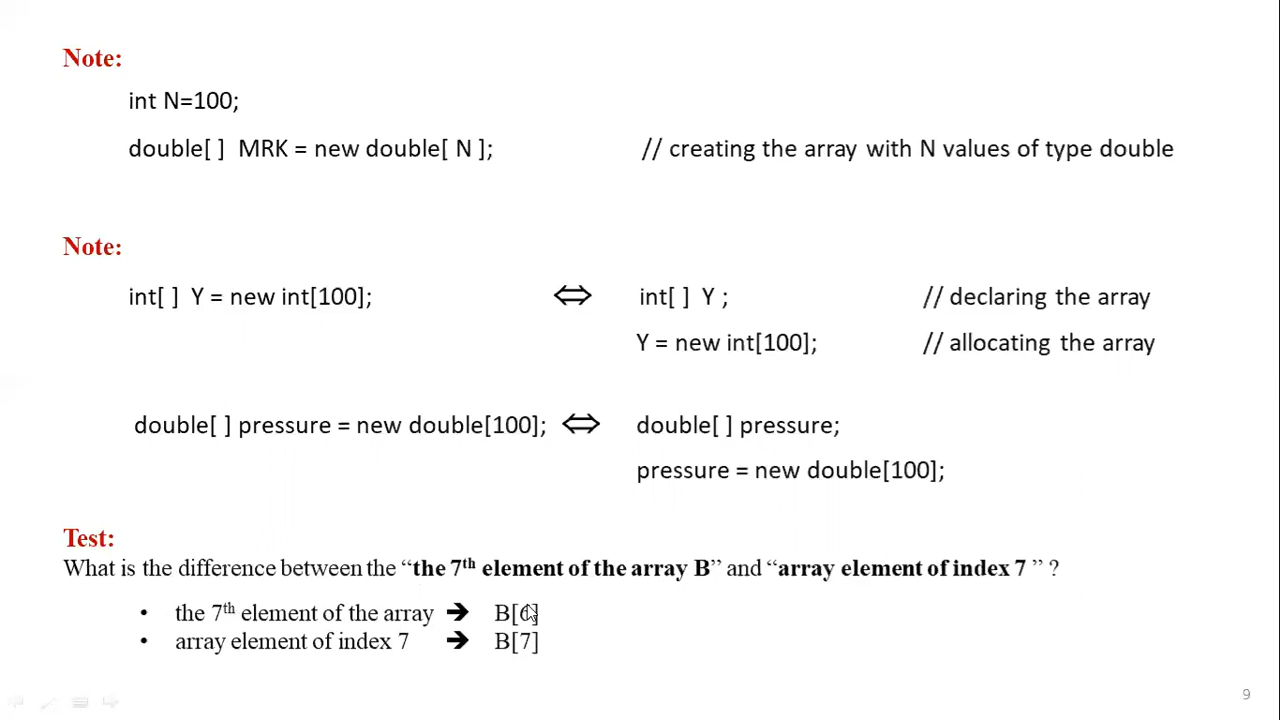 Note:
int N=100;
double[ ] MRK = new double[ N ]; // creating the array with N values of type double
Note:
int[ ] Y = new int[100]; ⇔ int[ ] Y ; // declaring the array
Y = new int[100]; // allocating the array
double[ ] pressure = new double[100]; ⇔ double[ ] pressure;
pressure = new double[100];
Test:
What is the difference between the “the 7th element of the array B” and “array element of index 7 ” ?
• the 7th element of the array ➔
• array element of index 7 ➔ B[7]
9